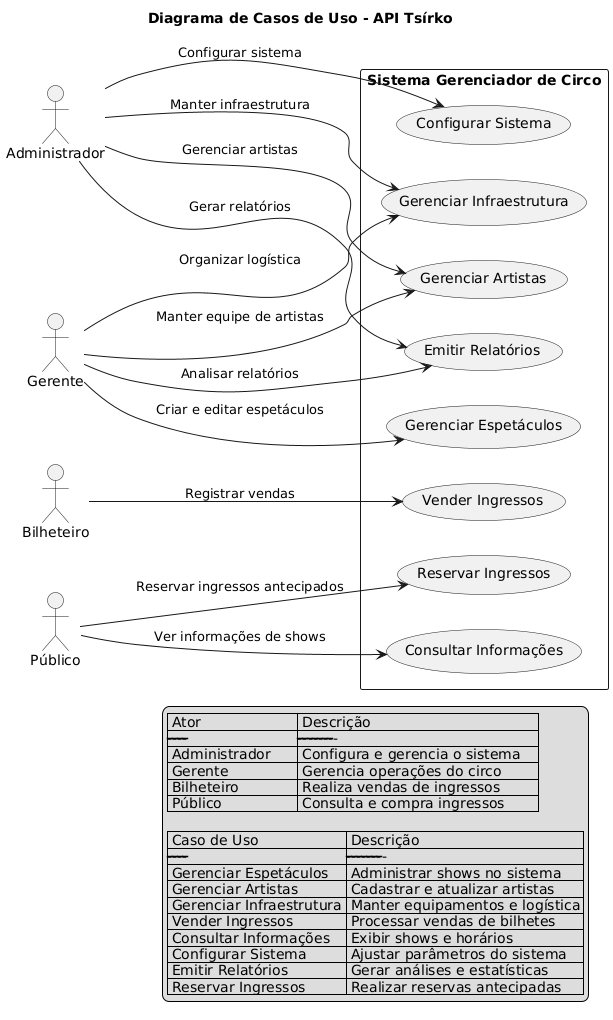 Diagrama de Casos de Uso - API Tsírko
Configurar sistema
Sistema Gerenciador de Circo
Manter infraestrutura
Configurar Sistema
Administrador
Gerenciar artistas
Gerar relatórios
Gerenciar Infraestrutura
Organizar logística
Gerenciar Artistas
Manter equipe de artistas
Emitir Relatórios
Analisar relatórios
Gerente
Criar e editar espetáculos
Gerenciar Espetáculos
Registrar vendas
Vender Ingressos
Bilheteiro
Reservar ingressos antecipados
Reservar Ingressos
Ver informações de shows
Consultar Informações
Público
Ator Descrição
Administrador Configura e gerencia o sistema
Gerente Gerencia operações do circo
Bilheteiro Realiza vendas de ingressos
Público Consulta e compra ingressos
Caso de Uso Descrição
Gerenciar Espetáculos Administrar shows no sistema
Gerenciar Artistas Cadastrar e atualizar artistas
Gerenciar Infraestrutura Manter equipamentos e logística
Vender Ingressos Processar vendas de bilhetes
Consultar Informações Exibir shows e horários
Configurar Sistema Ajustar parâmetros do sistema
Emitir Relatórios Gerar análises e estatísticas
Reservar Ingressos Realizar reservas antecipadas